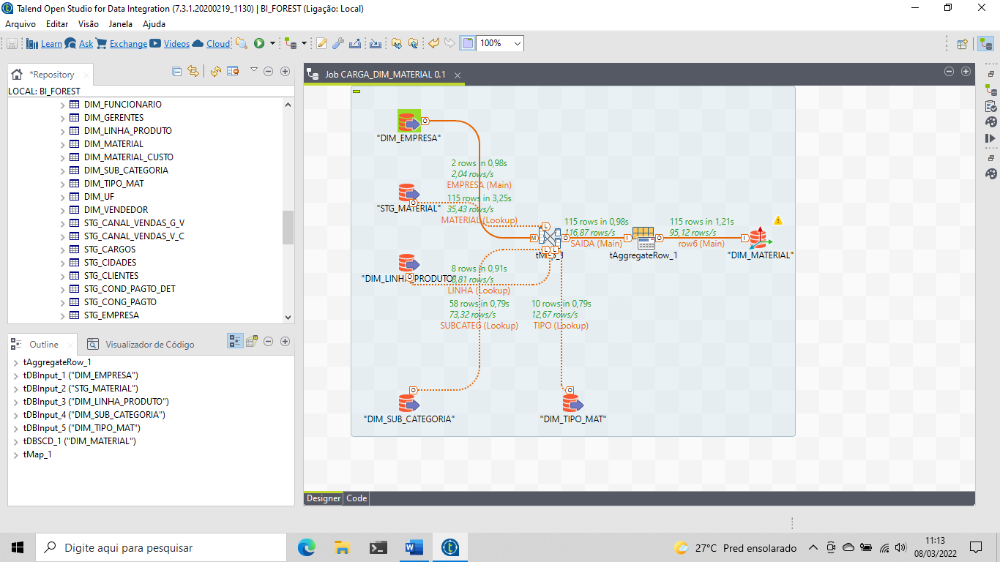 Talend Open Studio for Data Integration (7.3.1.20200219_1130) | BI_FOREST (Ligação: Local)
Arquivo Editar Visão Janela Ajuda
Learn Ask Exchange Videos Cloud 100%
*Repository
LOCAL: BI_FOREST
DIM_FUNCIONARIO
DIM_GERENTES
DIM_LINHA_PRODUTO
DIM_MATERIAL
DIM_MATERIAL_CUSTO
DIM_SUB_CATEGORIA
DIM_TIPO_MAT
DIM_UF
DIM_VENDEDOR
STG_CANAL_VENDAS_G_V
STG_CANAL_VENDAS_V_C
STG_CARGOS
STG_CIDADES
STG_CLIENTES
STG_COND_PAGTO_DET
STG_CONG_PAGTO
STG_EMPRESA
Outline Visualizador de Código
tAggregateRow_1
tDBInput_1 ("DIM_EMPRESA")
tDBInput_2 ("STG_MATERIAL")
tDBInput_3 ("DIM_LINHA_PRODUTO")
tDBInput_4 ("DIM_SUB_CATEGORIA")
tDBInput_5 ("DIM_TIPO_MAT")
tDBSCD_1 ("DIM_MATERIAL")
tMap_1
Job CARGA_DIM_MATERIAL 0.1
"DIM_EMPRESA"
2 rows in 0,98s
2,04 rows/s
EMPRESA (Main)
"STG_MATERIAL"
115 rows in 3,25s
35,43 rows/s
MATERIAL (Lookup)
tMap_1
115 rows in 0,98s
116,87 rows/s
SAIDA (Main)
tAggregateRow_1
115 rows in 1,21s
95,12 rows/s
row6 (Main)
"DIM_MATERIAL"
"DIM_LINHA_PRODUTO"
8 rows in 0,91s
8,81 rows/s
LINHA (Lookup)
58 rows in 0,79s
73,32 rows/s
SUBCATEG (Lookup)
10 rows in 0,79s
12,67 rows/s
TIPO (Lookup)
"DIM_SUB_CATEGORIA"
"DIM_TIPO_MAT"
Designer Code
Digite aqui para pesquisar
27°C Pred ensolarado
11:13
08/03/2022